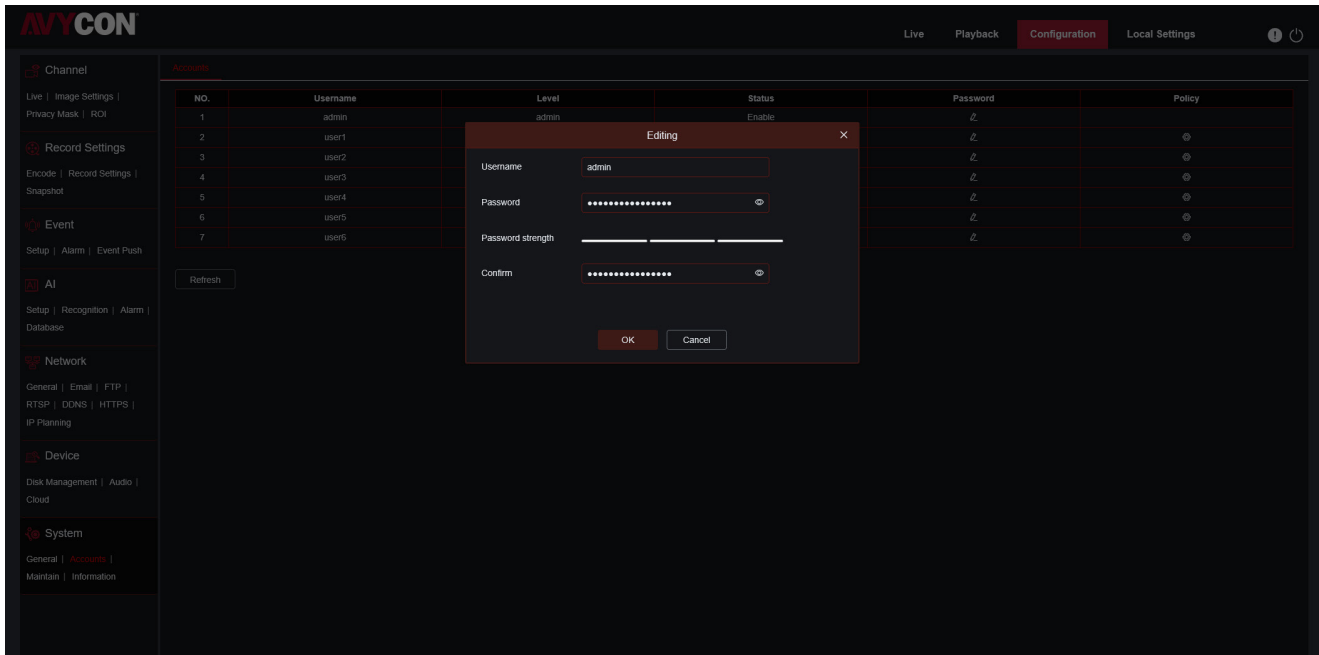 AVYCON
Live Playback Configuration Local Settings
Channel
Live | Image Settings |
Privacy Mask | ROI
Record Settings
Encode | Record Settings |
Snapshot
Event
Setup | Alarm | Event Push
AI
Setup | Recognition | Alarm |
Database
Network
General | Email | FTP |
RTSP | DDNS | HTTPS |
IP Planning
Device
Disk Management | Audio |
Cloud
System
General | Accounts |
Maintain | Information
Accounts
NO. Username Level Status Password Policy
1 admin admin Enable
2 user1
3 user2
4 user3
5 user4
6 user5
7 user6
Refresh
Editing
Username admin
Password ••••••••••••••••
Password strength
Confirm ••••••••••••••••
OK Cancel